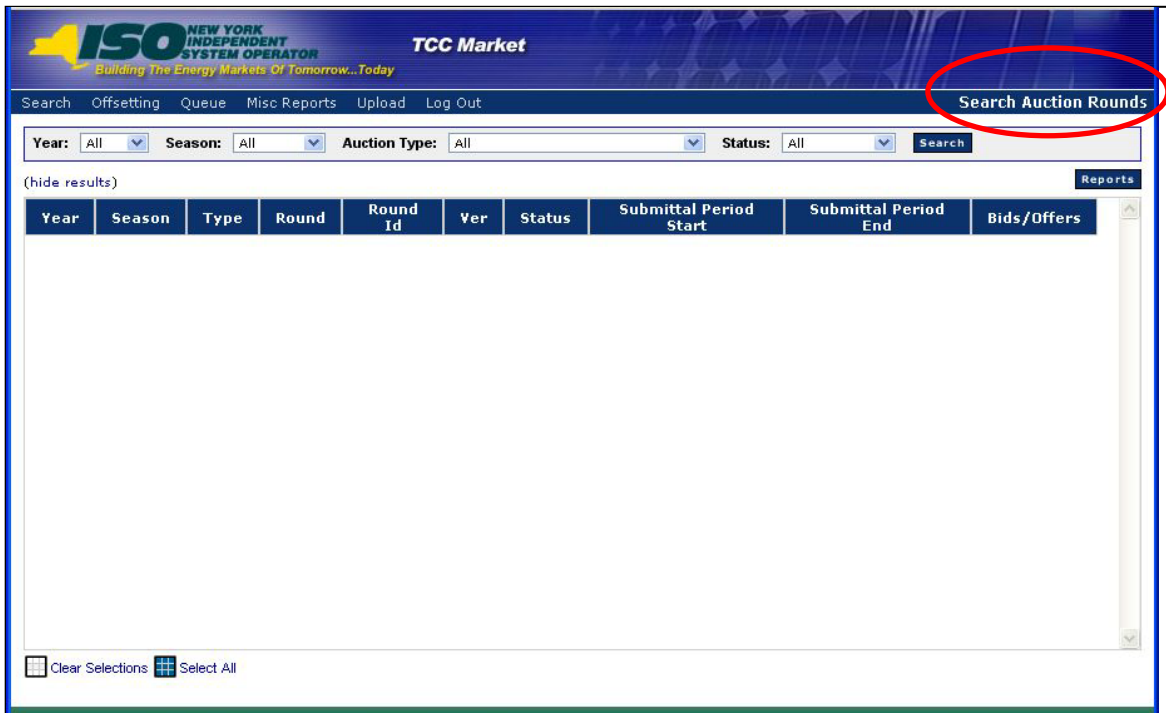 ISO NEW YORK
INDEPENDENT
SYSTEM OPERATOR
Building The Energy Markets Of Tomorrow...Today
TCC Market
Search Offsetting Queue Misc Reports Upload Log Out Search Auction Rounds
Year: All Season: All Auction Type: All Status: All Search
(hide results) Reports
Year Season Type Round Round Id Ver Status Submittal Period Start Submittal Period End Bids/Offers
Clear Selections Select All